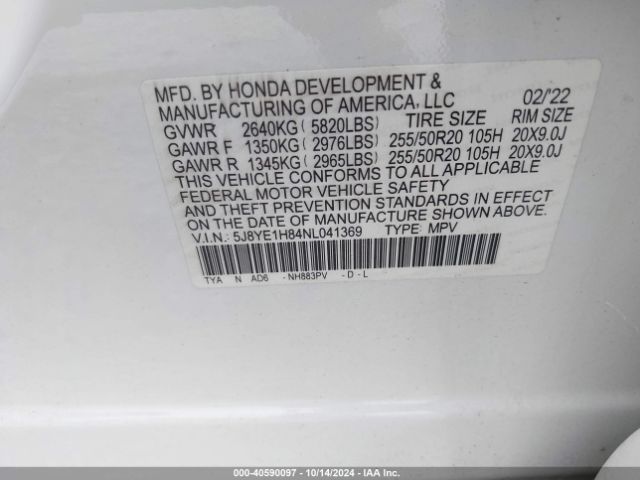 MFD. BY HONDA DEVELOPMENT &
MANUFACTURING OF AMERICA, LLC 02/'22
GVWR 2640KG (5820LBS) TIRE SIZE RIM SIZE
GAWR F 1350KG (2976LBS) 255/50R20 105H 20X9.0J
GAWR R 1345KG (2965LBS) 255/50R20 105H 20X9.0J
THIS VEHICLE CONFORMS TO ALL APPLICABLE
FEDERAL MOTOR VEHICLE SAFETY
AND THEFT PREVENTION STANDARDS IN EFFECT
ON THE DATE OF MANUFACTURE SHOWN ABOVE.
V.I.N.: 5J8YE1H84NL041369 TYPE: MPV
TYA N AD6 -NH883PV -D-L
000-40590097 - 10/14/2024 - IAA Inc.